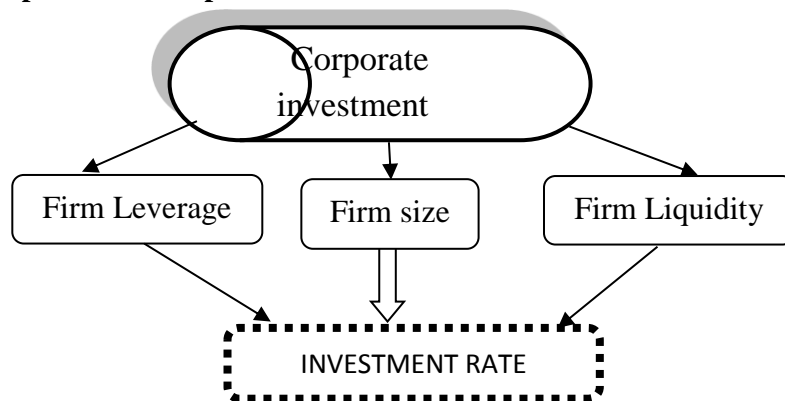 Corporate
investment
Firm Leverage
Firm size
Firm Liquidity
INVESTMENT RATE